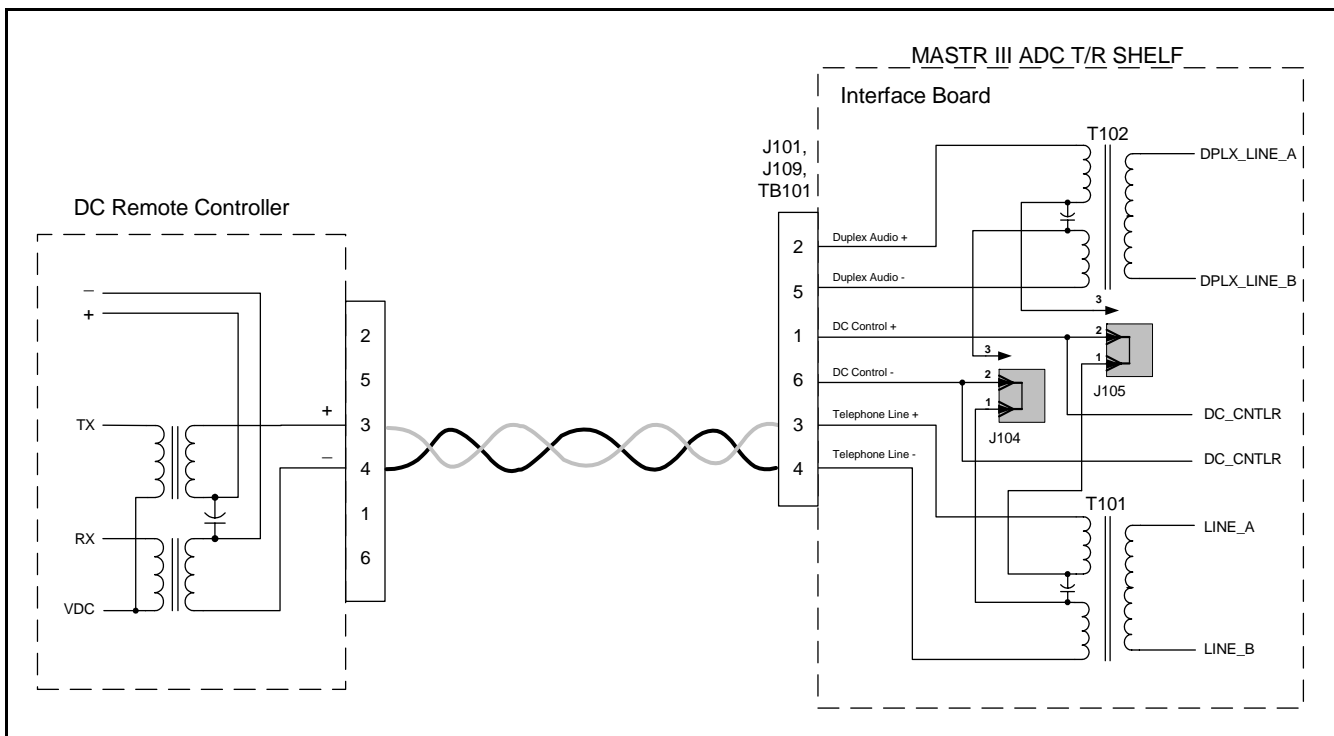 MASTR III ADC T/R SHELF
Interface Board
T102
J101,
J109,
TB101
DPLX_LINE_A
DC Remote Controller
2
Duplex Audio +
5
Duplex Audio -
DPLX_LINE_B
3
–
+
1
DC Control +
2
1
3
J105
2
5
6
DC Control -
2
1
J104
DC_CNTLR
TX
+
3
3
Telephone Line +
–
4
4
Telephone Line -
DC_CNTLR
T101
1
RX
6
LINE_A
VDC
LINE_B